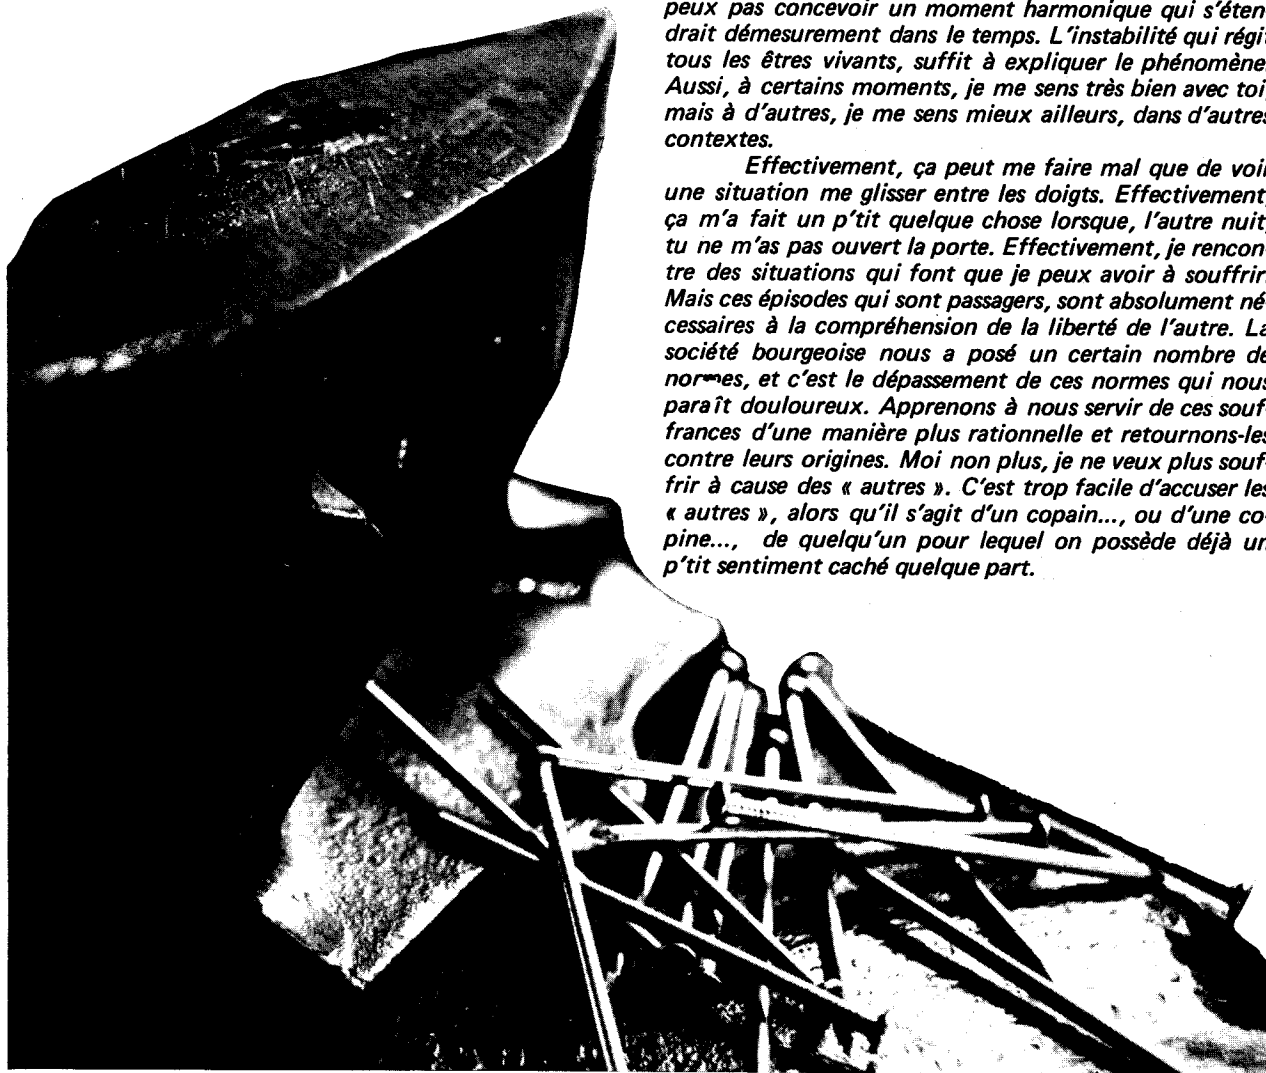 peux pas concevoir un moment harmonique qui s'éten-
drait démesurement dans le temps. L'instabilité qui régit
tous les êtres vivants, suffit à expliquer le phénomène.
Aussi, à certains moments, je me sens très bien avec toi,
mais à d'autres, je me sens mieux ailleurs, dans d'autres
contextes.
Effectivement, ça peut me faire mal que de voir
une situation me glisser entre les doigts. Effectivement,
ça m'a fait un p'tit quelque chose lorsque, l'autre nuit,
tu ne m'as pas ouvert la porte. Effectivement, je rencon-
tre des situations qui font que je peux avoir à souffrir.
Mais ces épisodes qui sont passagers, sont absolument né-
cessaires à la compréhension de la liberté de l'autre. La
société bourgeoise nous a posé un certain nombre de
normes, et c'est le dépassement de ces normes qui nous
paraît douloureux. Apprenons à nous servir de ces souf-
frances d'une manière plus rationnelle et retournons-les
contre leurs origines. Moi non plus, je ne veux plus souf-
frir à cause des « autres ». C'est trop facile d'accuser les
« autres », alors qu'il s'agit d'un copain..., ou d'une co-
pine..., de quelqu'un pour lequel on possède déjà un
p'tit sentiment caché quelque part.